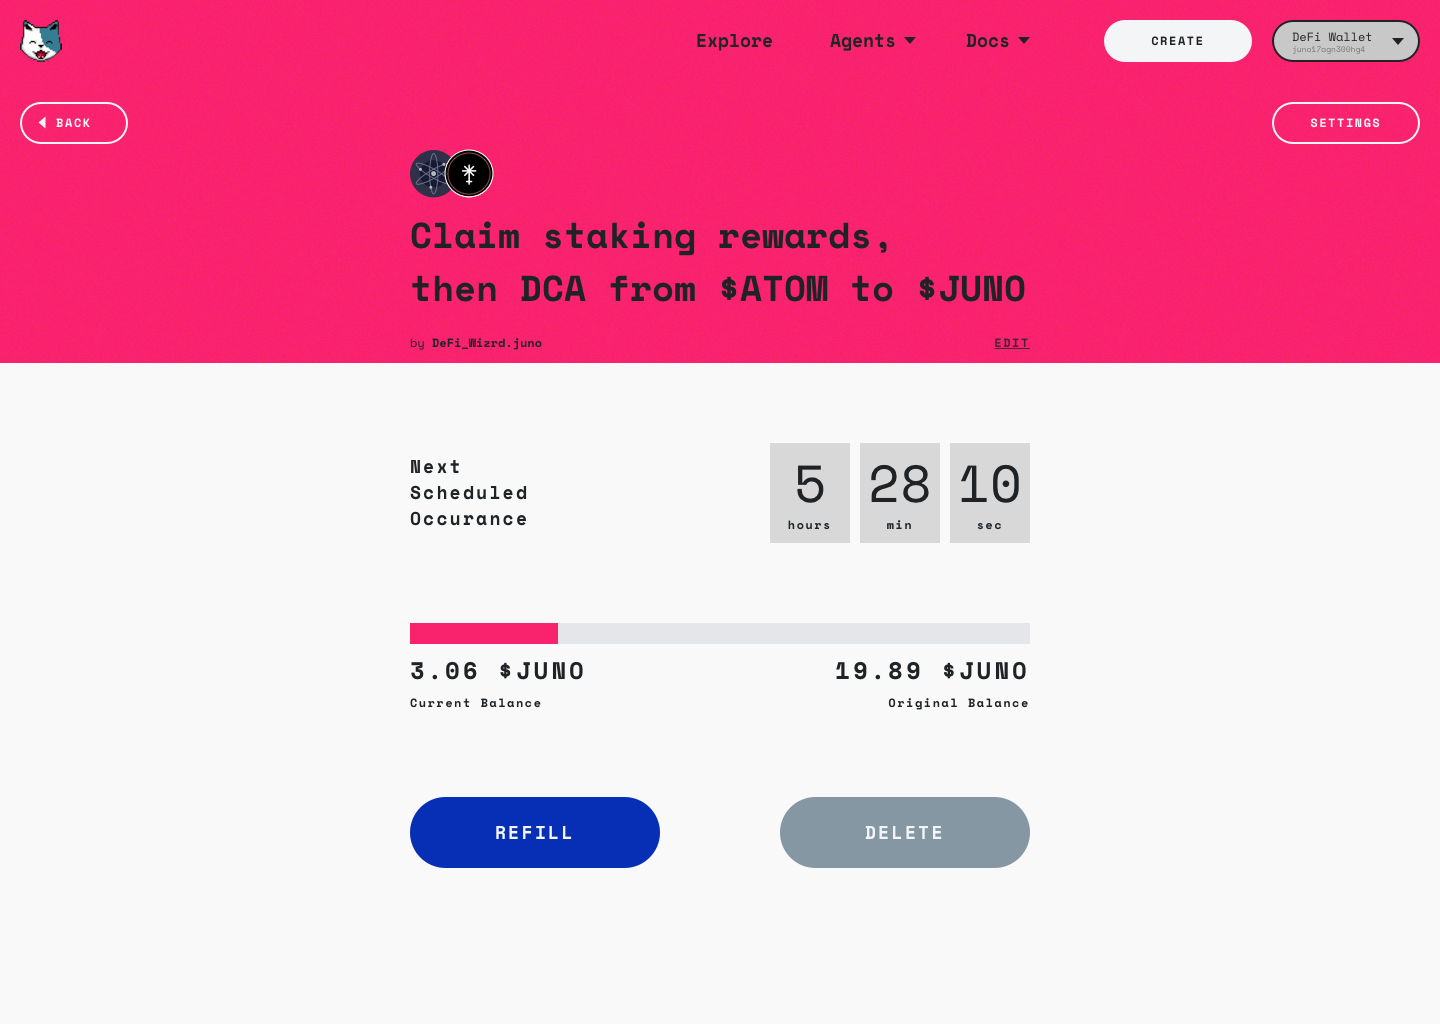 Explore
Agents
Docs
CREATE
DeFi Wallet
juno17agn300hg4
BACK
SETTINGS
Claim staking rewards,
then DCA from $ATOM to $JUNO
by DeFi_Wizrd.juno
EDIT
Next
Scheduled
Occurance
5
hours
28
min
10
sec
3.06 $JUNO
19.89 $JUNO
Current Balance
Original Balance
REFILL
DELETE